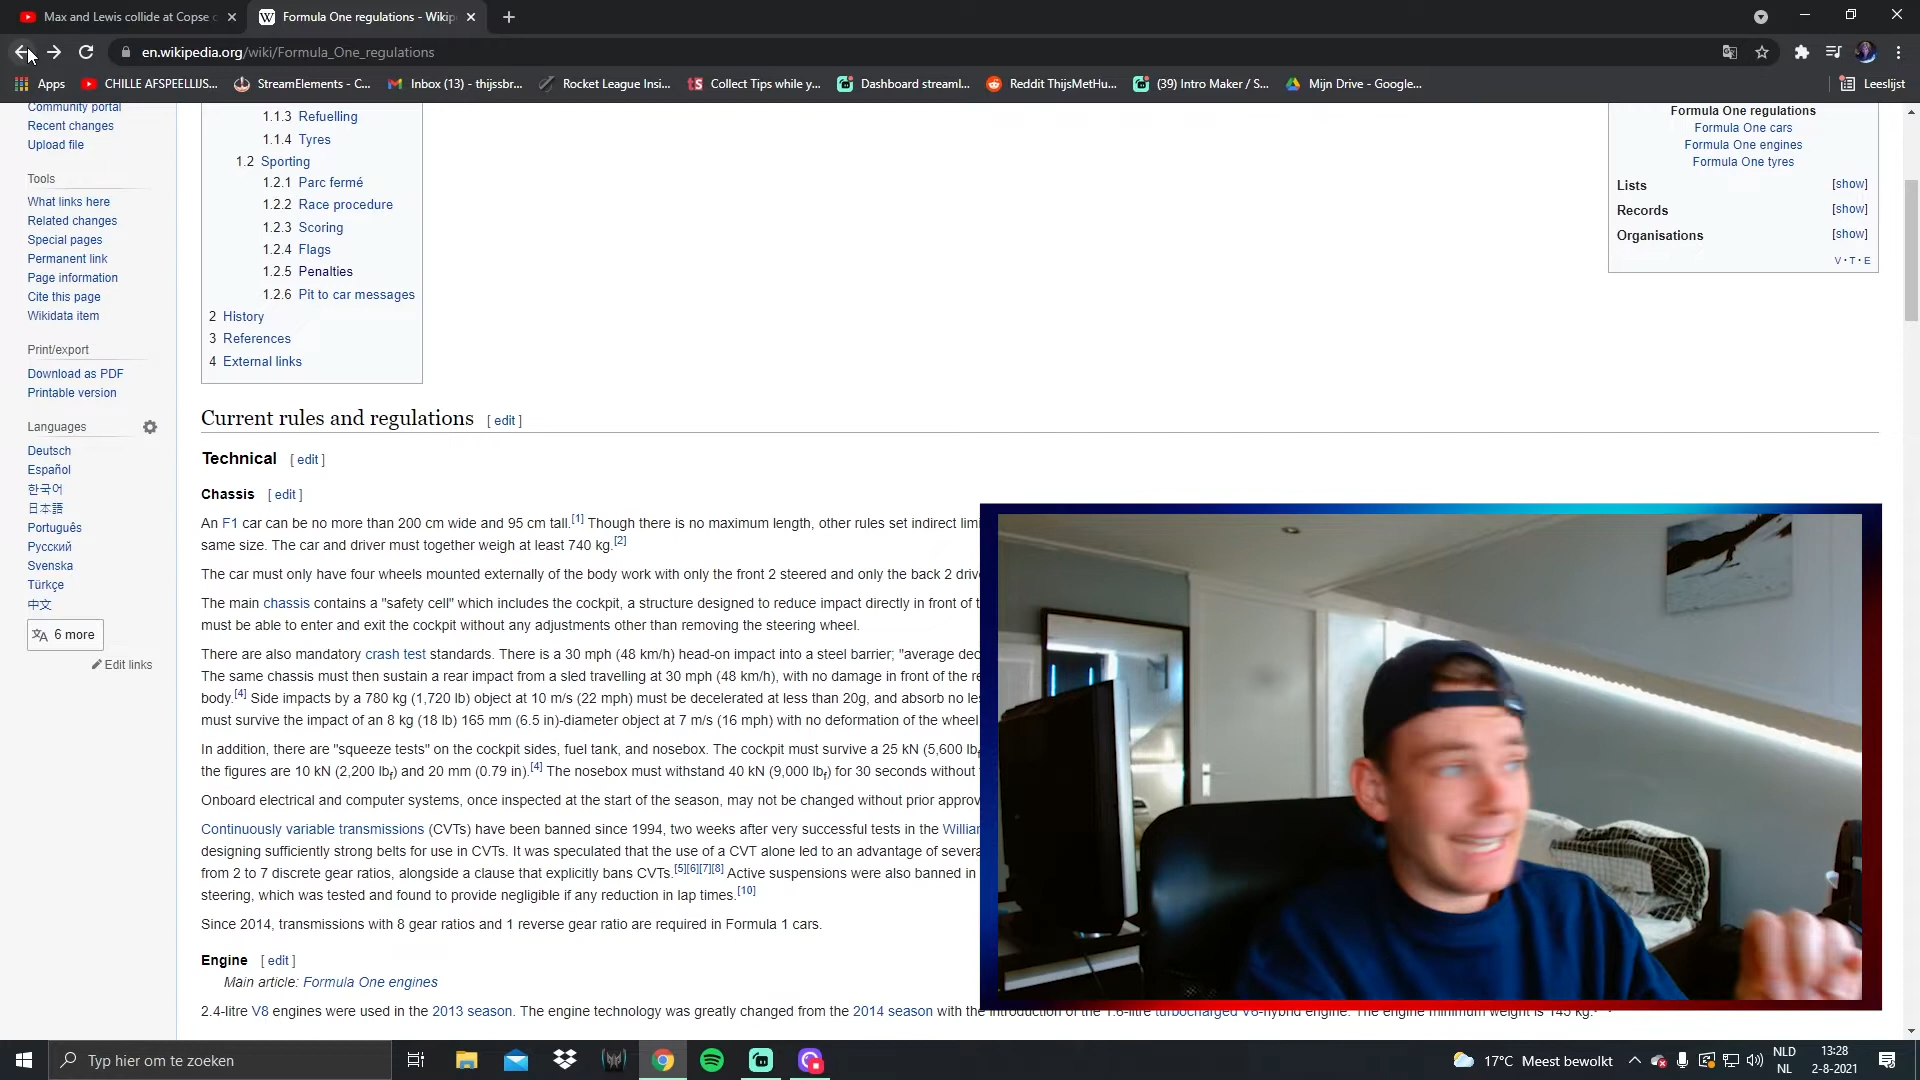 Max and Lewis collide at Copse
Formula One regulations - Wikip
en.wikipedia.org/wiki/Formula_One_regulations
Apps
CHILLE AFSPEELLIJS...
StreamElements - C...
Inbox (13) - thijssbr...
Rocket League Insi...
Collect Tips while y...
Dashboard streaml...
Reddit ThijsMetHu...
(39) Intro Maker / S...
Mijn Drive - Google...
Leeslijst
Community portal
Recent changes
Upload file
Tools
What links here
Related changes
Special pages
Permanent link
Page information
Cite this page
Wikidata item
Print/export
Download as PDF
Printable version
Languages
Deutsch
Español
한국어
日本語
Português
Русский
Svenska
Türkçe
中文
6 more
Edit links
1.1.3 Refuelling
1.1.4 Tyres
1.2 Sporting
1.2.1 Parc fermé
1.2.2 Race procedure
1.2.3 Scoring
1.2.4 Flags
1.2.5 Penalties
1.2.6 Pit to car messages
2 History
3 References
4 External links
Formula One regulations
Formula One cars
Formula One engines
Formula One tyres
Lists [show]
Records [show]
Organisations [show]
V · T · E
Current rules and regulations [ edit ]
Technical [ edit ]
Chassis [ edit ]
An F1 car can be no more than 200 cm wide and 95 cm tall.[1] Though there is no maximum length, other rules set indirect limi
same size. The car and driver must together weigh at least 740 kg.[2]
The car must only have four wheels mounted externally of the body work with only the front 2 steered and only the back 2 driv
The main chassis contains a "safety cell" which includes the cockpit, a structure designed to reduce impact directly in front of t
must be able to enter and exit the cockpit without any adjustments other than removing the steering wheel.
There are also mandatory crash test standards. There is a 30 mph (48 km/h) head-on impact into a steel barrier; "average dec
The same chassis must then sustain a rear impact from a sled travelling at 30 mph (48 km/h), with no damage in front of the re
body.[4] Side impacts by a 780 kg (1,720 lb) object at 10 m/s (22 mph) must be decelerated at less than 20g, and absorb no les
must survive the impact of an 8 kg (18 lb) 165 mm (6.5 in)-diameter object at 7 m/s (16 mph) with no deformation of the wheel
In addition, there are "squeeze tests" on the cockpit sides, fuel tank, and nosebox. The cockpit must survive a 25 kN (5,600 lbf
the figures are 10 kN (2,200 lbf) and 20 mm (0.79 in).[4] The nosebox must withstand 40 kN (9,000 lbf) for 30 seconds without
Onboard electrical and computer systems, once inspected at the start of the season, may not be changed without prior approv
Continuously variable transmissions (CVTs) have been banned since 1994, two weeks after very successful tests in the Willian
designing sufficiently strong belts for use in CVTs. It was speculated that the use of a CVT alone led to an advantage of severa
from 2 to 7 discrete gear ratios, alongside a clause that explicitly bans CVTs.[5][6][7][8] Active suspensions were also banned in
steering, which was tested and found to provide negligible if any reduction in lap times.[10]
Since 2014, transmissions with 8 gear ratios and 1 reverse gear ratio are required in Formula 1 cars.
Engine [ edit ]
Main article: Formula One engines
2.4-litre V8 engines were used in the 2013 season. The engine technology was greatly changed from the 2014 season with the introduction of the 1.6-litre turbocharged V6-hybrid engine. The engine minimum weight is 145 kg.
Typ hier om te zoeken
17°C Meest bewolkt
NLD
NL
13:28
2-8-2021